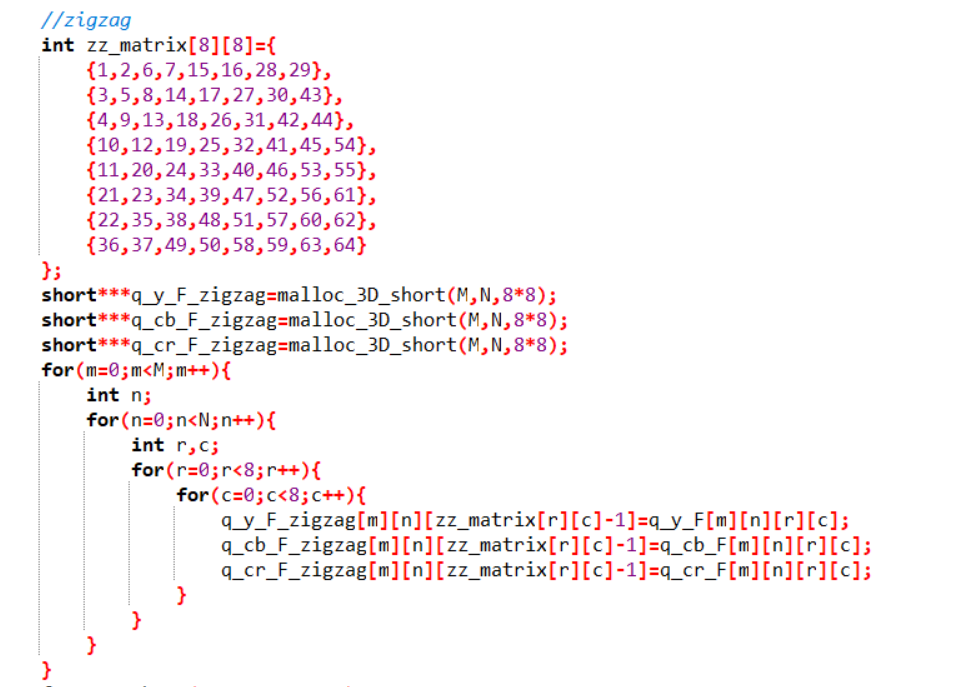 //zigzag
int zz_matrix[8][8]={
{1,2,6,7,15,16,28,29},
{3,5,8,14,17,27,30,43},
{4,9,13,18,26,31,42,44},
{10,12,19,25,32,41,45,54},
{11,20,24,33,40,46,53,55},
{21,23,34,39,47,52,56,61},
{22,35,38,48,51,57,60,62},
{36,37,49,50,58,59,63,64}
};
short***q_y_F_zigzag=malloc_3D_short(M,N,8*8);
short***q_cb_F_zigzag=malloc_3D_short(M,N,8*8);
short***q_cr_F_zigzag=malloc_3D_short(M,N,8*8);
for(m=0;m<M;m++){
int n;
for(n=0;n<N;n++){
int r,c;
for(r=0;r<8;r++){
for(c=0;c<8;c++){
q_y_F_zigzag[m][n][zz_matrix[r][c]-1]=q_y_F[m][n][r][c];
q_cb_F_zigzag[m][n][zz_matrix[r][c]-1]=q_cb_F[m][n][r][c];
q_cr_F_zigzag[m][n][zz_matrix[r][c]-1]=q_cr_F[m][n][r][c];
}
}
}
}